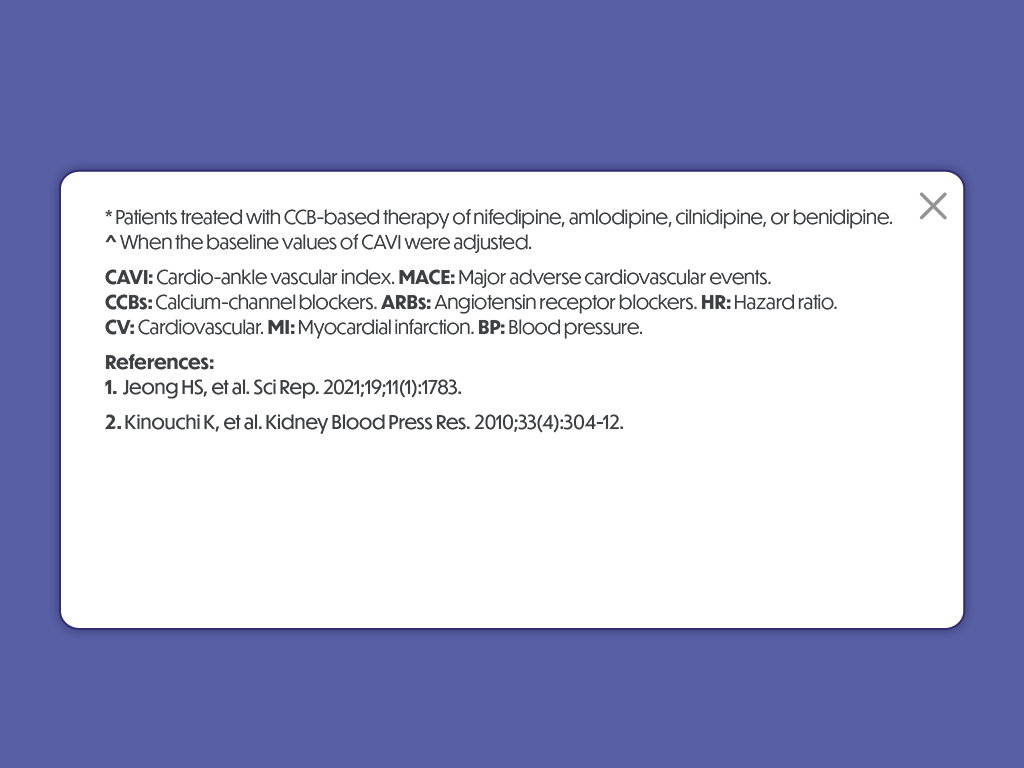 * Patients treated with CCB-based therapy of nifedipine, amlodipine, cilnidipine, or benidipine.
^ When the baseline values of CAVI were adjusted.
CAVI: Cardio-ankle vascular index. MACE: Major adverse cardiovascular events.
CCBs: Calcium-channel blockers. ARBs: Angiotensin receptor blockers. HR: Hazard ratio.
CV: Cardiovascular. MI: Myocardial infarction. BP: Blood pressure.
References:
1. Jeong HS, et al. Sci Rep. 2021;19;11(1):1783.
2. Kinouchi K, et al. Kidney Blood Press Res. 2010;33(4):304-12.